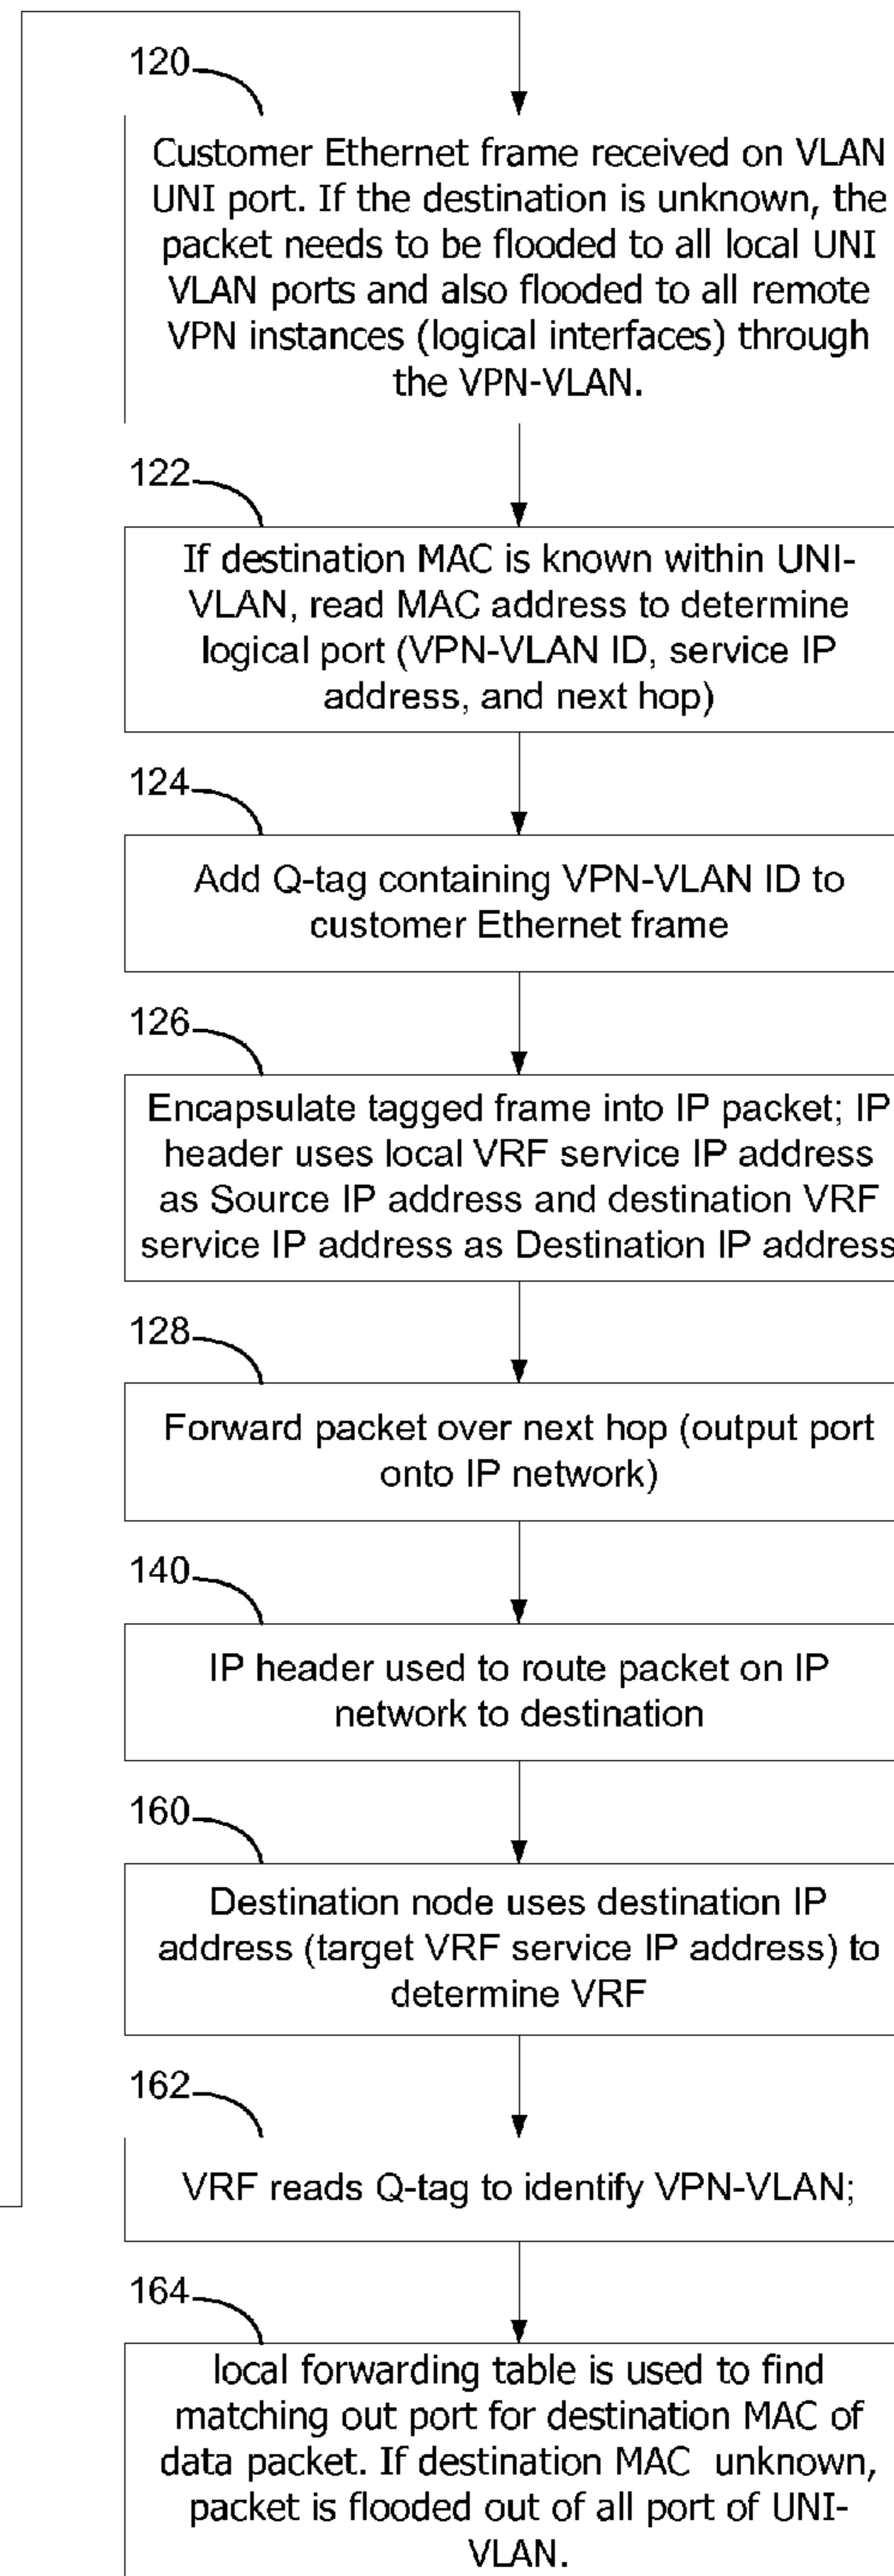 120
Customer Ethernet frame received on VLAN
UNI port. If the destination is unknown, the
packet needs to be flooded to all local UNI
VLAN ports and also flooded to all remote
VPN instances (logical interfaces) through
the VPN-VLAN.
122
If destination MAC is known within UNI-
VLAN, read MAC address to determine
logical port (VPN-VLAN ID, service IP
address, and next hop)
124
Add Q-tag containing VPN-VLAN ID to
customer Ethernet frame
126
Encapsulate tagged frame into IP packet; IP
header uses local VRF service IP address
as Source IP address and destination VRF
service IP address as Destination IP address
128
Forward packet over next hop (output port
onto IP network)
140
IP header used to route packet on IP
network to destination
160
Destination node uses destination IP
address (target VRF service IP address) to
determine VRF
162
VRF reads Q-tag to identify VPN-VLAN;
164
local forwarding table is used to find
matching out port for destination MAC of
data packet. If destination MAC unknown,
packet is flooded out of all port of UNI-
VLAN.